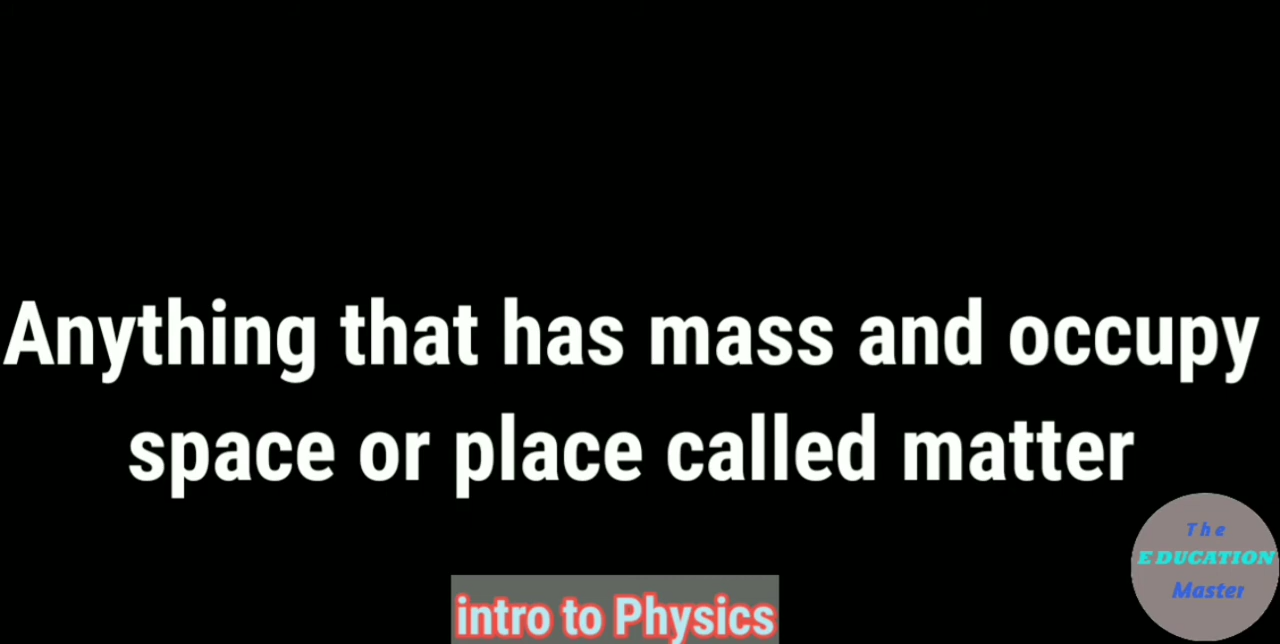 Anything that has mass and occupy
space or place called matter
The
EDUCATION
Master
intro to Physics